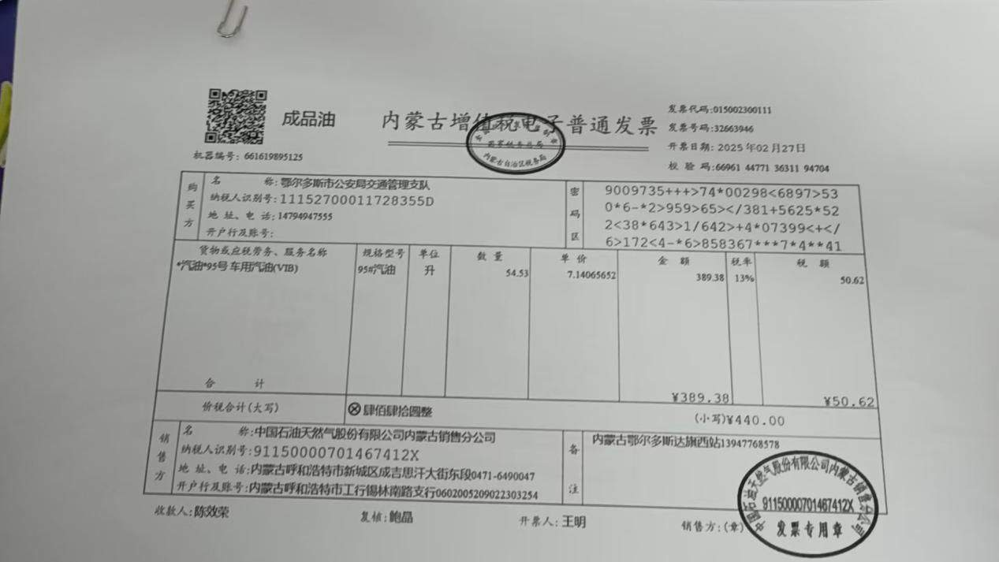 成品油
内蒙古增值税电子普通发票
发票代码:015002300111
发票号码:32663946
开票日期: 2025年02月27日
校 验 码:66961 44771 36311 94704
机器编号: 661619895125
国家税务总局
内蒙古自治区税务局
购买方
名 称:鄂尔多斯市公安局交通管理支队
纳税人识别号:11152700011728355D
地 址、电 话:14794947555
开户行及账号:
密码区
9009735+++>74*00298<6897>53
0*6-*2>959>65></381+5625*52
2<38*643>1/642>+4*07399<+</
6>172<4-*6>858367***7*4**41
货物或应税劳务、服务名称 规格型号 单位 数 量 单 价 金 额 税率 税 额
*汽油*95号 车用汽油(VIB) 95#汽油 升 54.53 7.14065652 389.38 13% 50.62
合 计 ¥389.38 ¥50.62
价税合计(大写) ⊗肆佰肆拾圆整 (小写)¥440.00
销售方
名 称:中国石油天然气股份有限公司内蒙古销售分公司
纳税人识别号:91150000701467412X
地 址、电 话:内蒙古呼和浩特市新城区成吉思汗大街东段0471-6490047
开户行及账号:内蒙古呼和浩特市工行锡林南路支行0602005209022303254
备注
内蒙古鄂尔多斯达旗西站13947768578
收款人:陈效荣 复核:鲍晶 开票人:王明 销售方:(章)
中国石油天然气股份有限公司内蒙古销售分公司
91150000701467412X
发票专用章